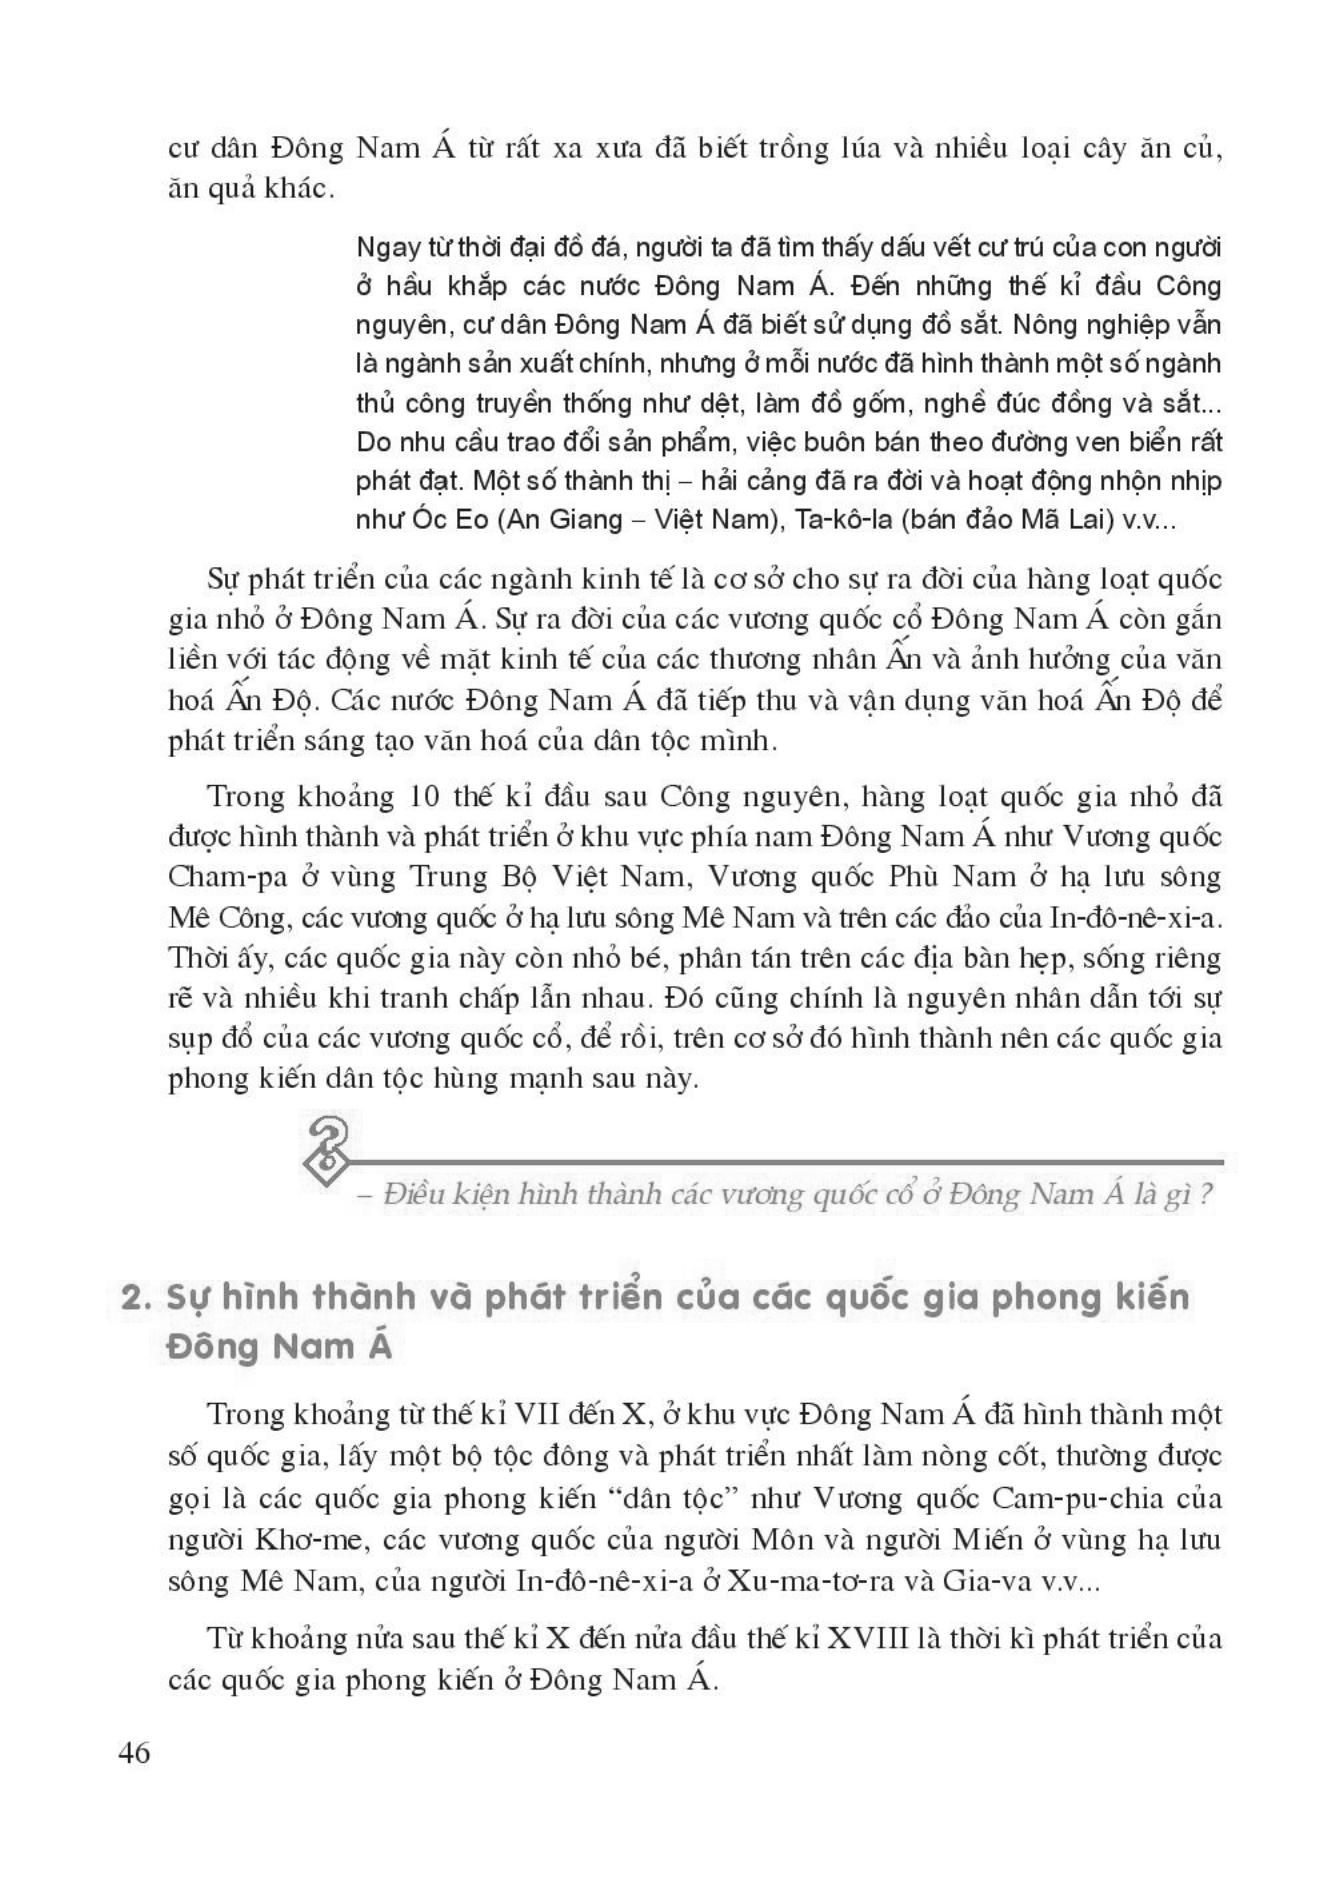 cư dân Đông Nam Á từ rất xa xưa đã biết trồng lúa và nhiều loại cây ăn củ,
ăn quả khác.
Ngay từ thời đại đồ đá, người ta đã tìm thấy dấu vết cư trú của con người
ở hầu khắp các nước Đông Nam Á. Đến những thế kỉ đầu Công
nguyên, cư dân Đông Nam Á đã biết sử dụng đồ sắt. Nông nghiệp vẫn
là ngành sản xuất chính, nhưng ở mỗi nước đã hình thành một số ngành
thủ công truyền thống như dệt, làm đồ gốm, nghề đúc đồng và sắt...
Do nhu cầu trao đổi sản phẩm, việc buôn bán theo đường ven biển rất
phát đạt. Một số thành thị – hải cảng đã ra đời và hoạt động nhộn nhịp
như Óc Eo (An Giang – Việt Nam), Ta-kô-la (bán đảo Mã Lai) v.v...
Sự phát triển của các ngành kinh tế là cơ sở cho sự ra đời của hàng loạt quốc
gia nhỏ ở Đông Nam Á. Sự ra đời của các vương quốc cổ Đông Nam Á còn gắn
liền với tác động về mặt kinh tế của các thương nhân Ấn và ảnh hưởng của văn
hoá Ấn Độ. Các nước Đông Nam Á đã tiếp thu và vận dụng văn hoá Ấn Độ để
phát triển sáng tạo văn hoá của dân tộc mình.
Trong khoảng 10 thế kỉ đầu sau Công nguyên, hàng loạt quốc gia nhỏ đã
được hình thành và phát triển ở khu vực phía nam Đông Nam Á như Vương quốc
Cham-pa ở vùng Trung Bộ Việt Nam, Vương quốc Phù Nam ở hạ lưu sông
Mê Công, các vương quốc ở hạ lưu sông Mê Nam và trên các đảo của In-đô-nê-xi-a.
Thời ấy, các quốc gia này còn nhỏ bé, phân tán trên các địa bàn hẹp, sống riêng
rẽ và nhiều khi tranh chấp lẫn nhau. Đó cũng chính là nguyên nhân dẫn tới sự
sụp đổ của các vương quốc cổ, để rồi, trên cơ sở đó hình thành nên các quốc gia
phong kiến dân tộc hùng mạnh sau này.
?
– Điều kiện hình thành các vương quốc cổ ở Đông Nam Á là gì ?
2. Sự hình thành và phát triển của các quốc gia phong kiến
Đông Nam Á
Trong khoảng từ thế kỉ VII đến X, ở khu vực Đông Nam Á đã hình thành một
số quốc gia, lấy một bộ tộc đông và phát triển nhất làm nòng cốt, thường được
gọi là các quốc gia phong kiến “dân tộc” như Vương quốc Cam-pu-chia của
người Khơ-me, các vương quốc của người Môn và người Miến ở vùng hạ lưu
sông Mê Nam, của người In-đô-nê-xi-a ở Xu-ma-tơ-ra và Gia-va v.v...
Từ khoảng nửa sau thế kỉ X đến nửa đầu thế kỉ XVIII là thời kì phát triển của
các quốc gia phong kiến ở Đông Nam Á.
46